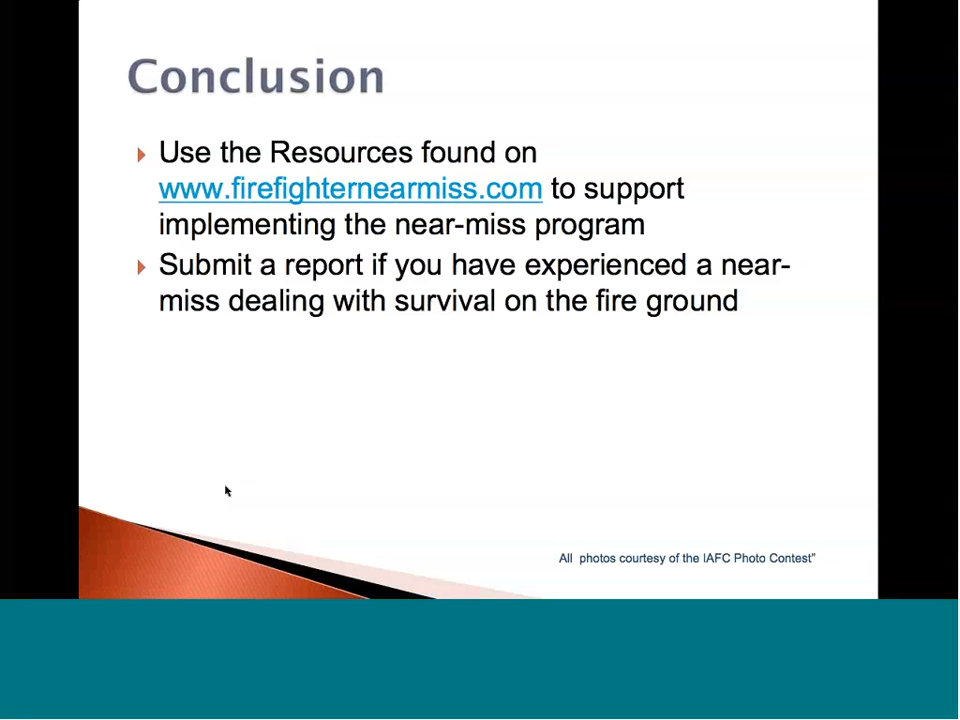 Conclusion
Use the Resources found on
www.firefighternearmiss.com to support
implementing the near-miss program
Submit a report if you have experienced a near-
miss dealing with survival on the fire ground
All photos courtesy of the IAFC Photo Contest"